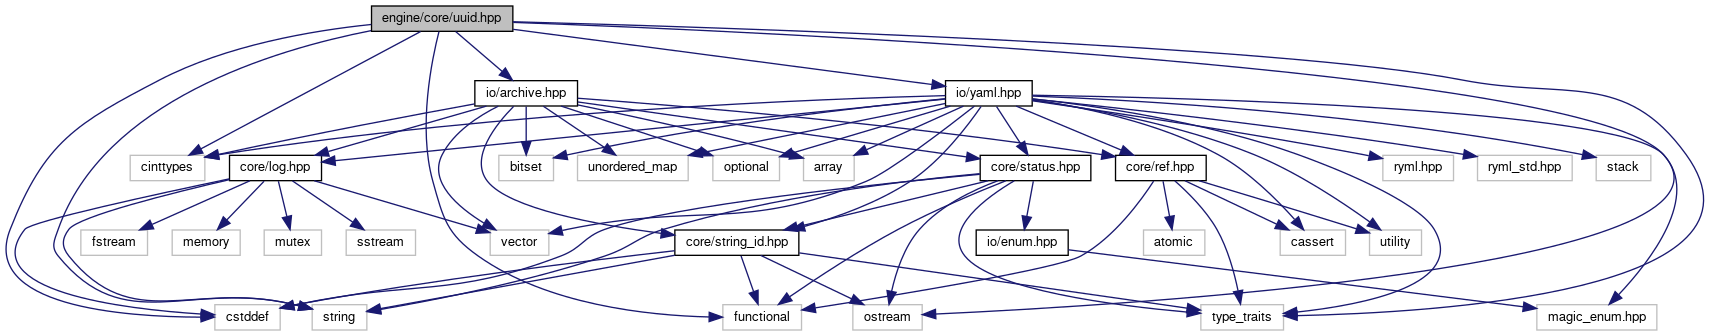 engine/core/uuid.hpp
io/archive.hpp
io/yaml.hpp
cinttypes
core/log.hpp
bitset
unordered_map
optional
array
core/status.hpp
core/ref.hpp
ryml.hpp
ryml_std.hpp
stack
fstream
memory
mutex
sstream
vector
core/string_id.hpp
io/enum.hpp
atomic
cassert
utility
cstddef
string
functional
ostream
type_traits
magic_enum.hpp